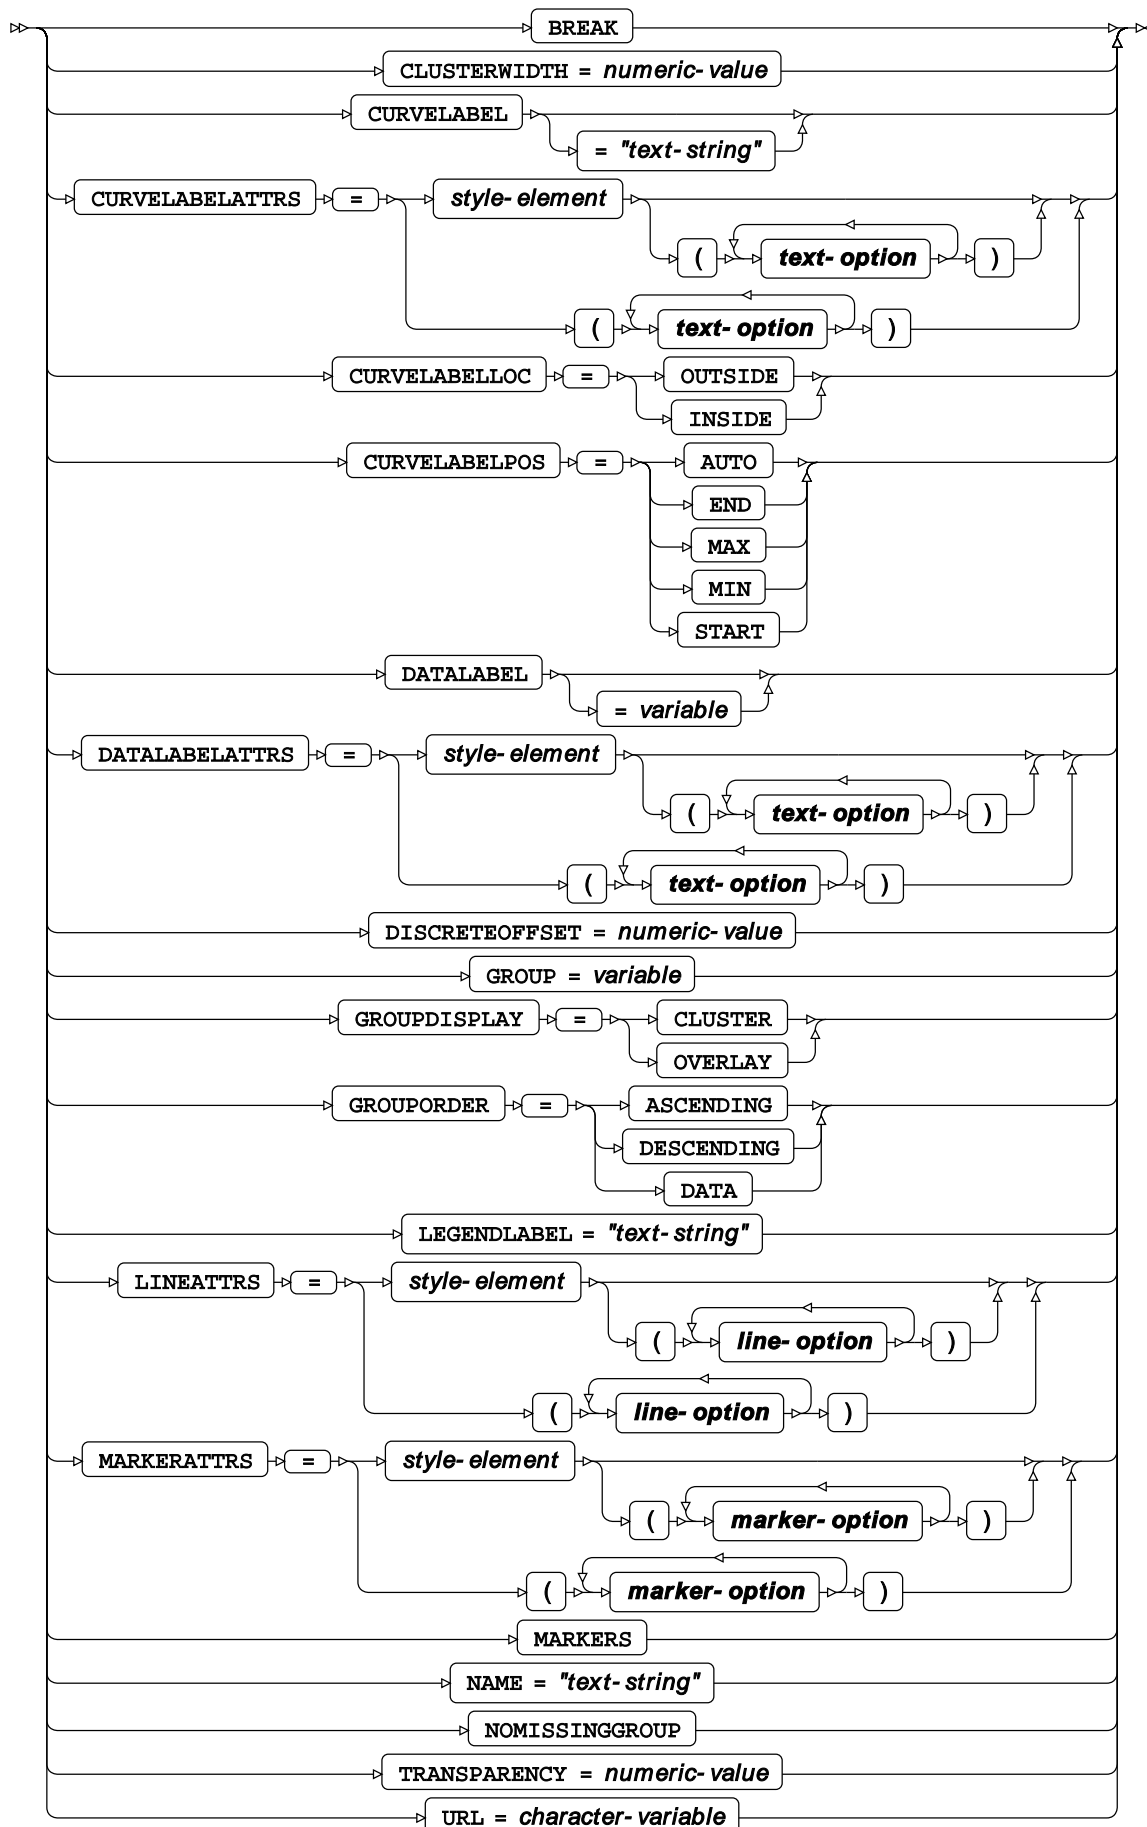 BREAK
CLUSTERWIDTH = numeric-value
CURVELABEL
= "text-string"
CURVELABELATTRS = style-element
( text-option )
( text-option )
CURVELABELLOC = OUTSIDE
INSIDE
CURVELABELPOS = AUTO
END
MAX
MIN
START
DATALABEL
= variable
DATALABELATTRS = style-element
( text-option )
( text-option )
DISCRETEOFFSET = numeric-value
GROUP = variable
GROUPDISPLAY = CLUSTER
OVERLAY
GROUPORDER = ASCENDING
DESCENDING
DATA
LEGENDLABEL = "text-string"
LINEATTRS = style-element
( line-option )
( line-option )
MARKERATTRS = style-element
( marker-option )
( marker-option )
MARKERS
NAME = "text-string"
NOMISSINGGROUP
TRANSPARENCY = numeric-value
URL = character-variable